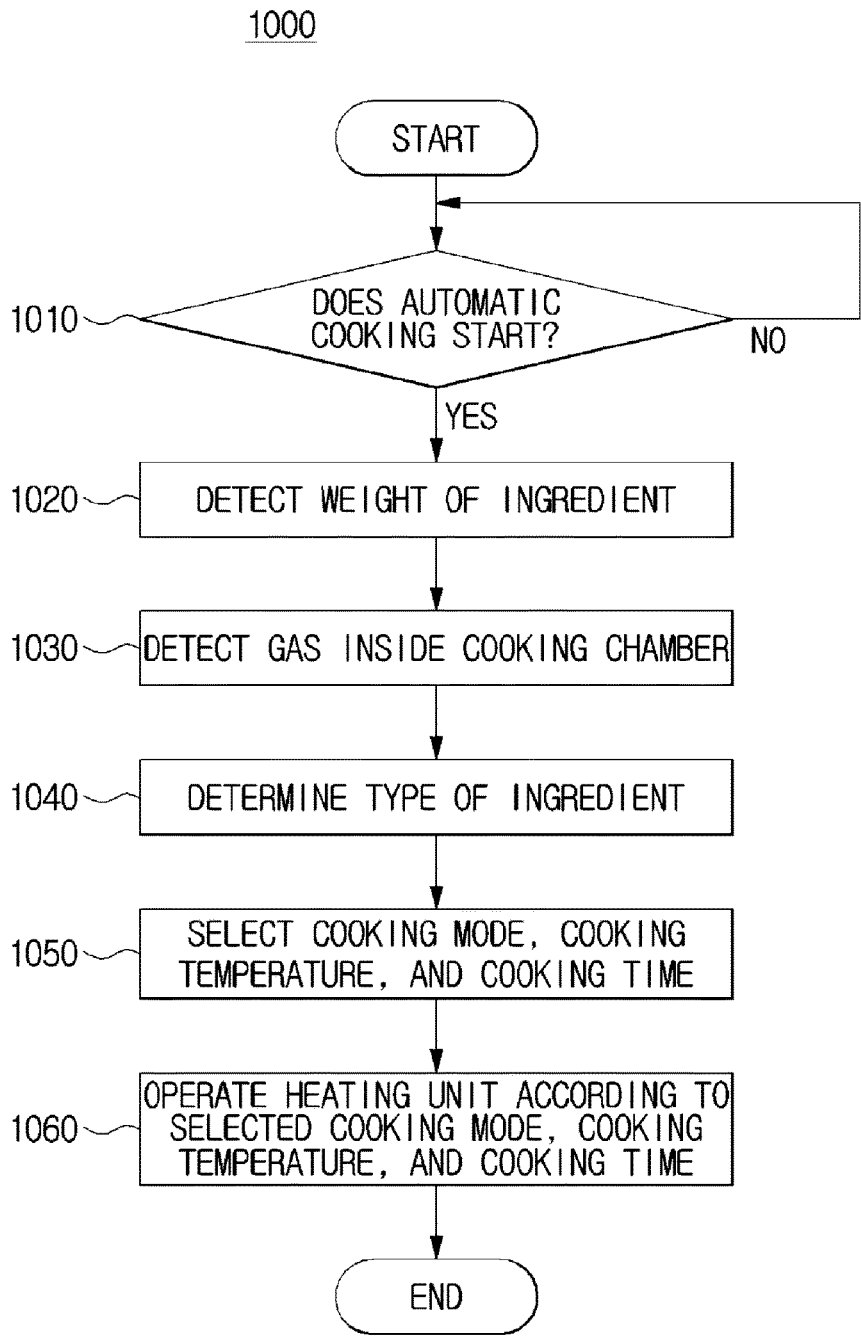 1000
START
1010
DOES AUTOMATIC
COOKING START?
NO
YES
1020
DETECT WEIGHT OF INGREDIENT
1030
DETECT GAS INSIDE COOKING CHAMBER
1040
DETERMINE TYPE OF INGREDIENT
1050
SELECT COOKING MODE, COOKING
TEMPERATURE, AND COOKING TIME
1060
OPERATE HEATING UNIT ACCORDING TO
SELECTED COOKING MODE, COOKING
TEMPERATURE, AND COOKING TIME
END